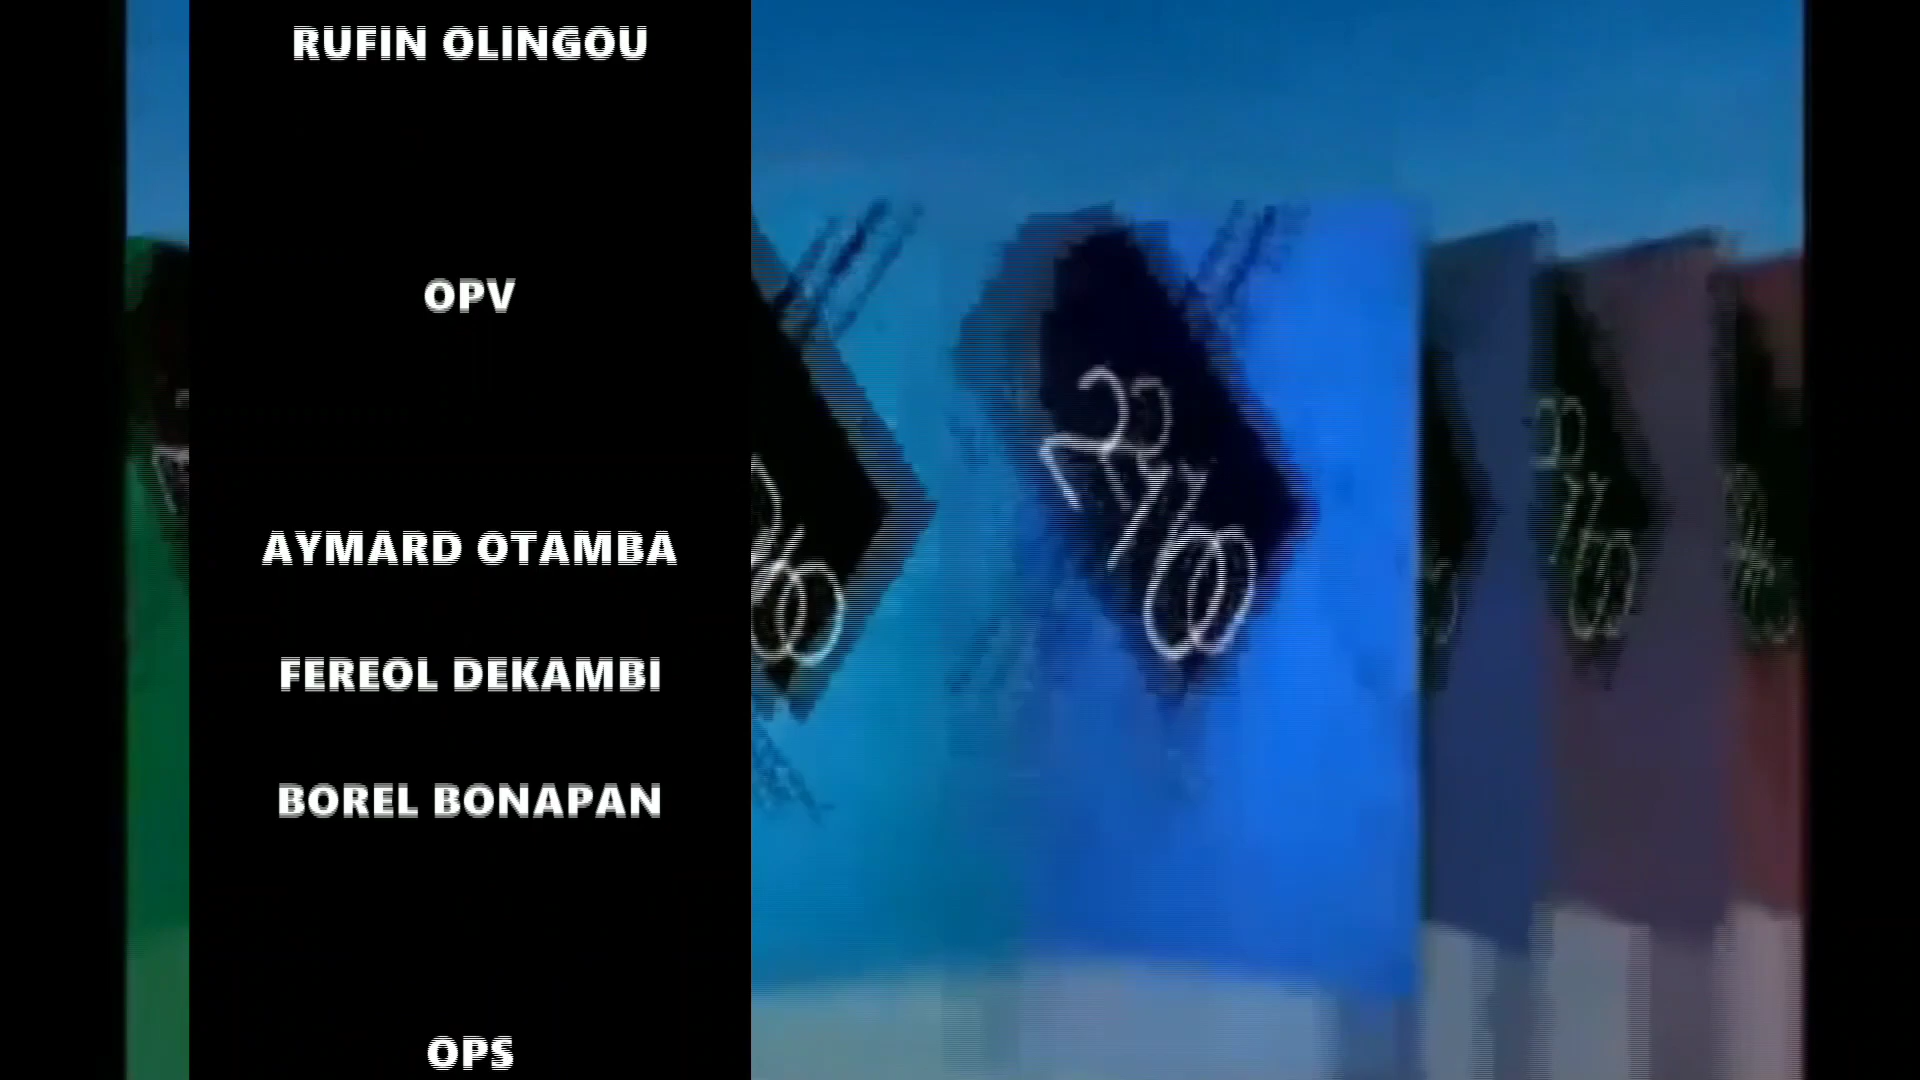 RUFIN OLINGOU
OPV
AYMARD OTAMBA
FEREOL DEKAMBI
BOREL BONAPAN
OPS